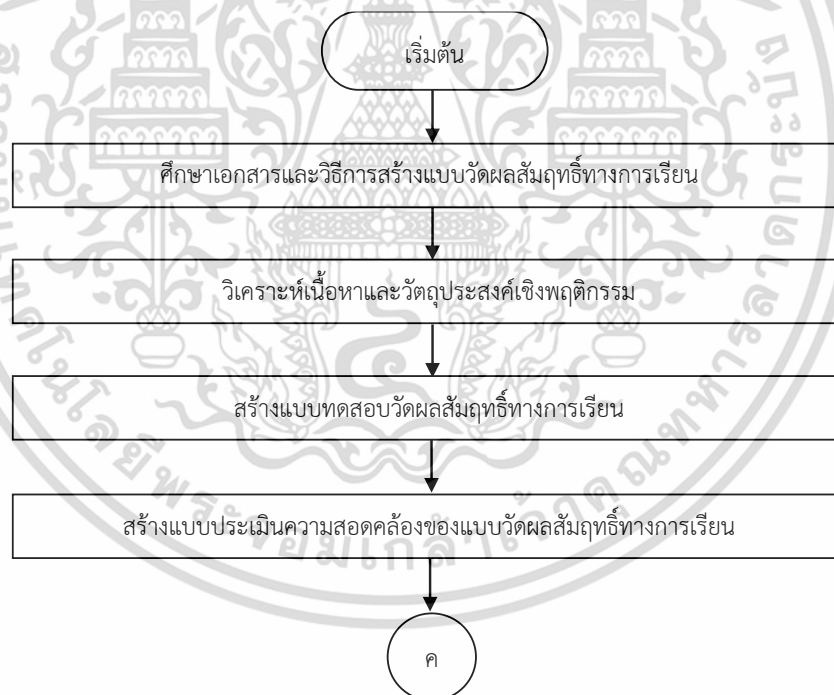 เริ่มต้น
ศึกษาเอกสารและวิธีการสร้างแบบวัดผลสัมฤทธิ์ทางการเรียน
วิเคราะห์เนื้อหาและวัตถุประสงค์เชิงพฤติกรรม
สร้างแบบทดสอบวัดผลสัมฤทธิ์ทางการเรียน
สร้างแบบประเมินความสอดคล้องของแบบวัดผลสัมฤทธิ์ทางการเรียน
ค